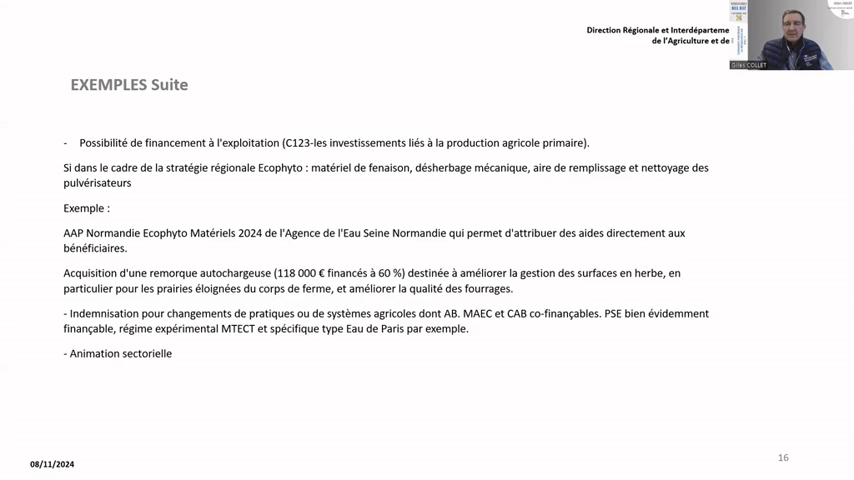 Direction Régionale et Interdéparteme
de l'Agriculture et de
Gilles COLLET
EXEMPLES Suite
- Possibilité de financement à l'exploitation (C123-les investissements liés à la production agricole primaire).
Si dans le cadre de la stratégie régionale Ecophyto : matériel de fenaison, désherbage mécanique, aire de remplissage et nettoyage des
pulvérisateurs
Exemple :
AAP Normandie Ecophyto Matériels 2024 de l'Agence de l'Eau Seine Normandie qui permet d'attribuer des aides directement aux
bénéficiaires.
Acquisition d'une remorque autochargeuse (118 000 € financés à 60 %) destinée à améliorer la gestion des surfaces en herbe, en
particulier pour les prairies éloignées du corps de ferme, et améliorer la qualité des fourrages.
- Indemnisation pour changements de pratiques ou de systèmes agricoles dont AB. MAEC et CAB co-finançables. PSE bien évidemment
finançable, régime expérimental MTECT et spécifique type Eau de Paris par exemple.
- Animation sectorielle
16
08/11/2024